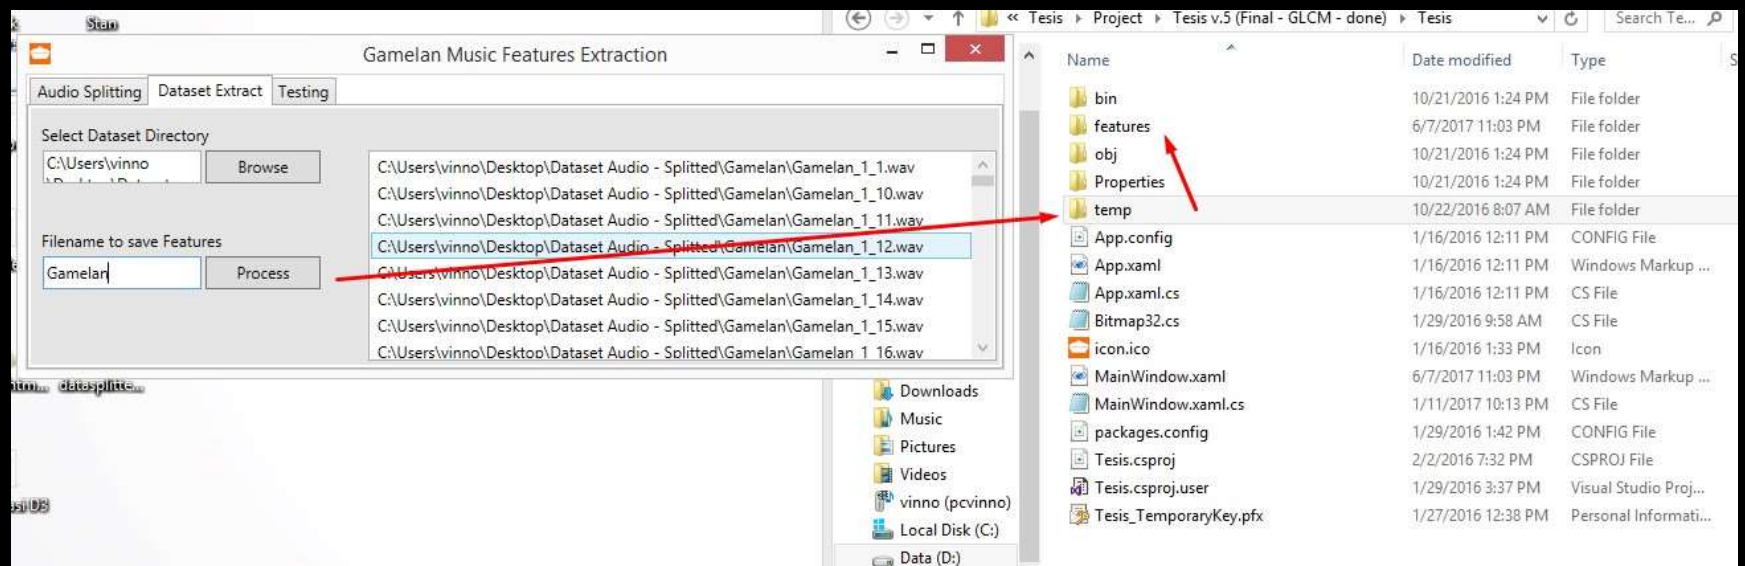 Stan
Gamelan Music Features Extraction
Audio Splitting Dataset Extract Testing
Select Dataset Directory
C:\Users\vinno
Browse
Filename to save Features
Gamelan
Process
C:\Users\vinno\Desktop\Dataset Audio - Splitted\Gamelan\Gamelan_1_1.wav
C:\Users\vinno\Desktop\Dataset Audio - Splitted\Gamelan\Gamelan_1_10.wav
C:\Users\vinno\Desktop\Dataset Audio - Splitted\Gamelan\Gamelan_1_11.wav
C:\Users\vinno\Desktop\Dataset Audio - Splitted\Gamelan\Gamelan_1_12.wav
C:\Users\vinno\Desktop\Dataset Audio - Splitted\Gamelan\Gamelan_1_13.wav
C:\Users\vinno\Desktop\Dataset Audio - Splitted\Gamelan\Gamelan_1_14.wav
C:\Users\vinno\Desktop\Dataset Audio - Splitted\Gamelan\Gamelan_1_15.wav
C:\Users\vinno\Desktop\Dataset Audio - Splitted\Gamelan\Gamelan_1_16.wav
datasplitte...
si D3
« Tesis Project Tesis v.5 (Final - GLCM - done) Tesis Search Te...
Name Date modified Type S
bin 10/21/2016 1:24 PM File folder
features 6/7/2017 11:03 PM File folder
obj 10/21/2016 1:24 PM File folder
Properties 10/21/2016 1:24 PM File folder
temp 10/22/2016 8:07 AM File folder
App.config 1/16/2016 12:11 PM CONFIG File
App.xaml 1/16/2016 12:11 PM Windows Markup ...
App.xaml.cs 1/16/2016 12:11 PM CS File
Bitmap32.cs 1/29/2016 9:58 AM CS File
icon.ico 1/16/2016 1:33 PM Icon
MainWindow.xaml 6/7/2017 11:03 PM Windows Markup ...
MainWindow.xaml.cs 1/11/2017 10:13 PM CS File
packages.config 1/29/2016 1:42 PM CONFIG File
Tesis.csproj 2/2/2016 7:32 PM CSPROJ File
Tesis.csproj.user 1/29/2016 3:37 PM Visual Studio Proj...
Tesis_TemporaryKey.pfx 1/27/2016 12:38 PM Personal Informati...
Downloads
Music
Pictures
Videos
vinno (pcvinno)
Local Disk (C:)
Data (D:)